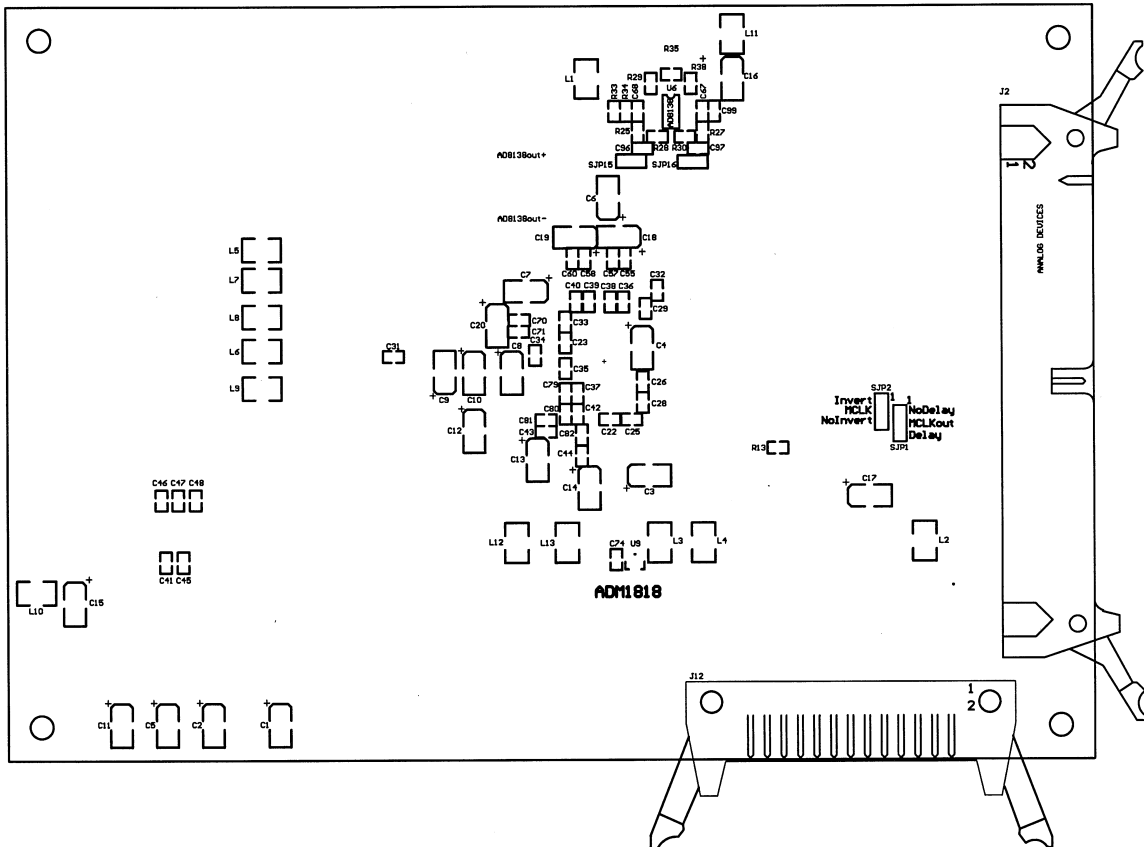 L11
R35
L1
R29
R38
+
C16
U6
R33
R34
C68
AD8138
C67
C99
J2
R25
R27
C96
R28
R30
C97
AD8138out+
SJP15
SJP16
2
1
C6
+
AD8138out-
C19
C18
+
+
ANALOG DEVICES
L5
C60
C58
C57
C55
L7
C7
+
C32
C40
C39
C38
C36
C29
L8
+
C20
C70
C71
C33
C23
+
C4
L6
C31
C34
+
+
C8
C35
L9
C9
+
C10
C79
C37
C26
C28
SJP2
Invert
MCLK
NoInvert
1
1
NoDelay
MCLKout
Delay
SJP1
C12
C81
C80
C43
C82
C42
C22
C25
R13
C44
+
C13
+
C14
+
C3
C46
C47
C48
+
C17
L12
L13
C74
U9
L3
L4
L2
C41
C45
L10
+
C15
ADM1818
J12
1
2
+
C11
+
C5
+
C2
+
C1